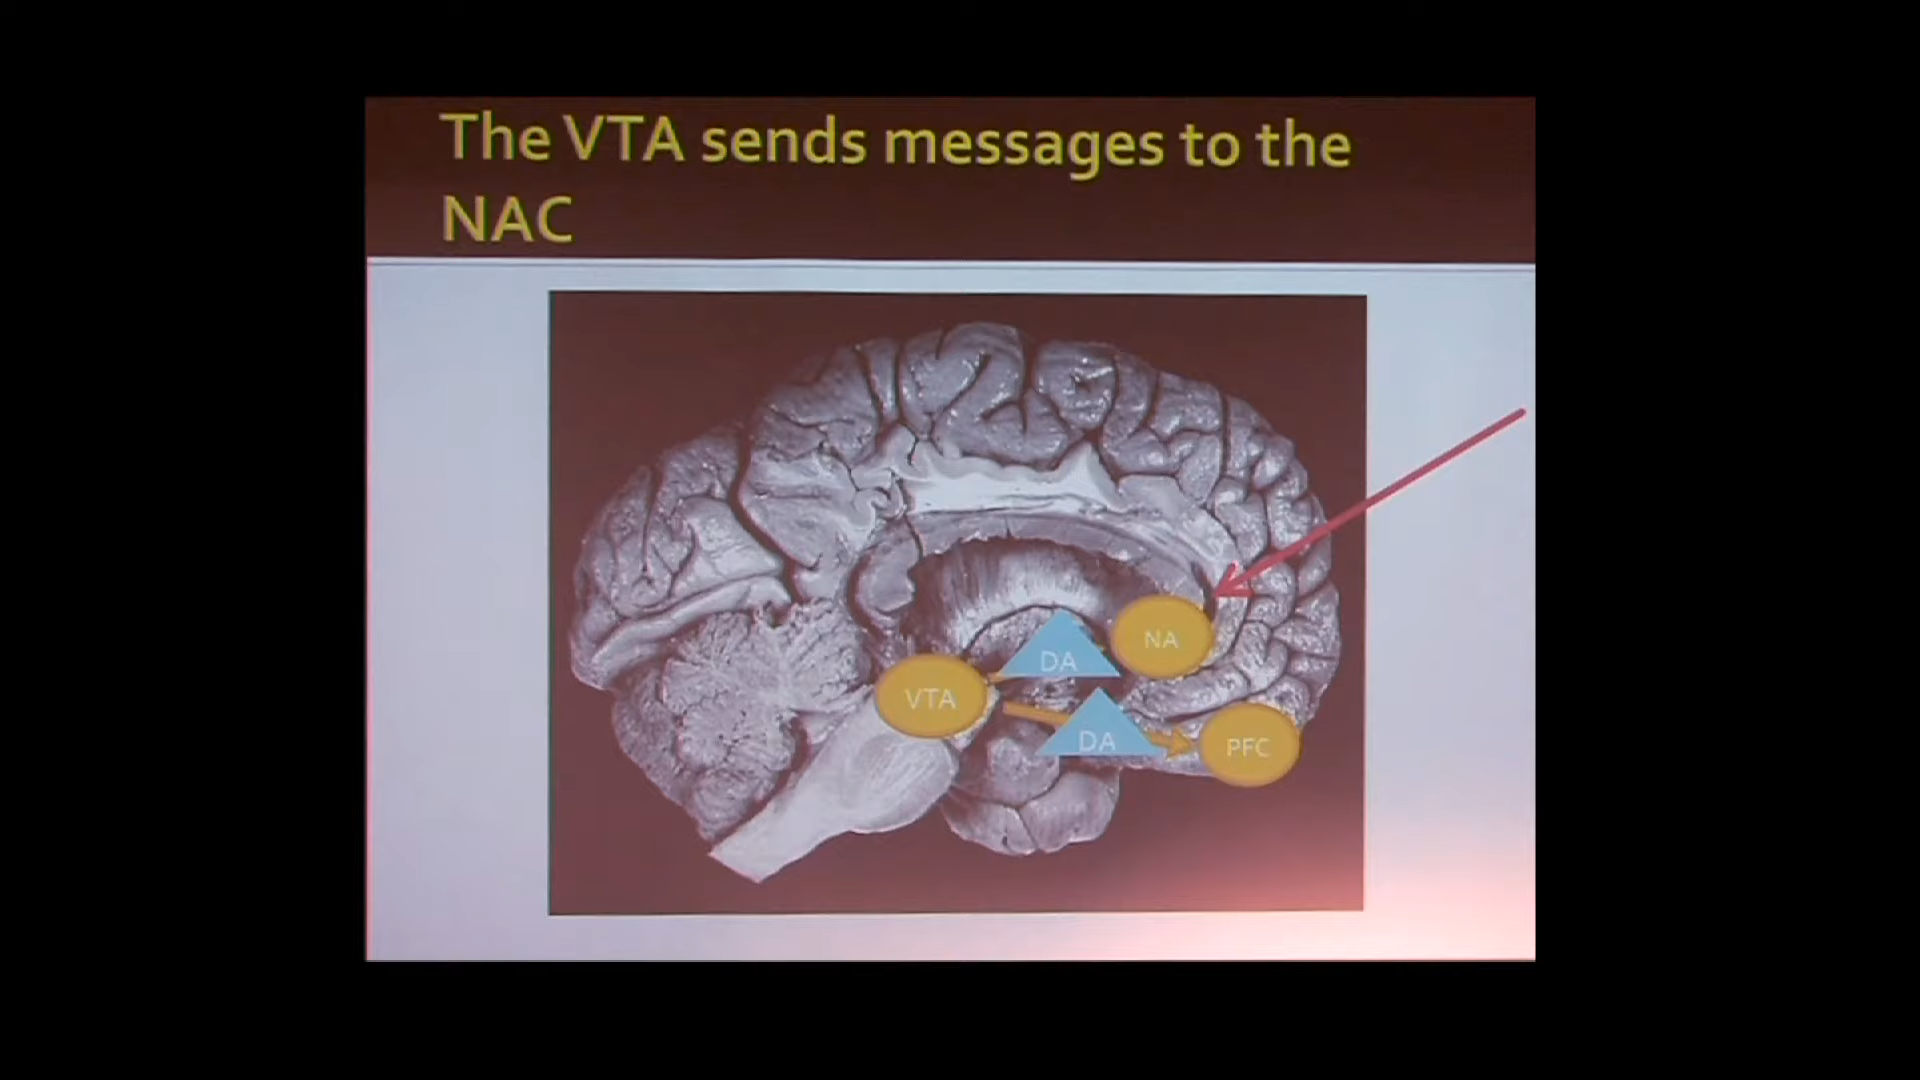 The VTA sends messages to the
NAC
NA
DA
VTA
DA
PFC